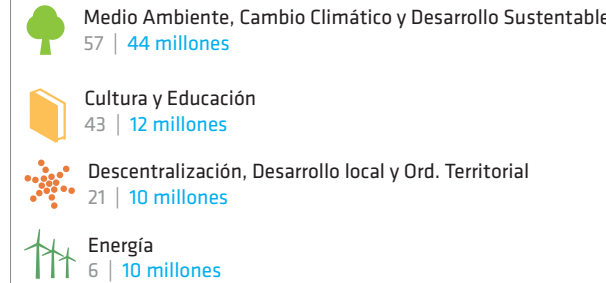 Medio Ambiente, Cambio Climático y Desarrollo Sustentable
57 | 44 millones
Cultura y Educación
43 | 12 millones
Descentralización, Desarrollo local y Ord. Territorial
21 | 10 millones
Energía
6 | 10 millones